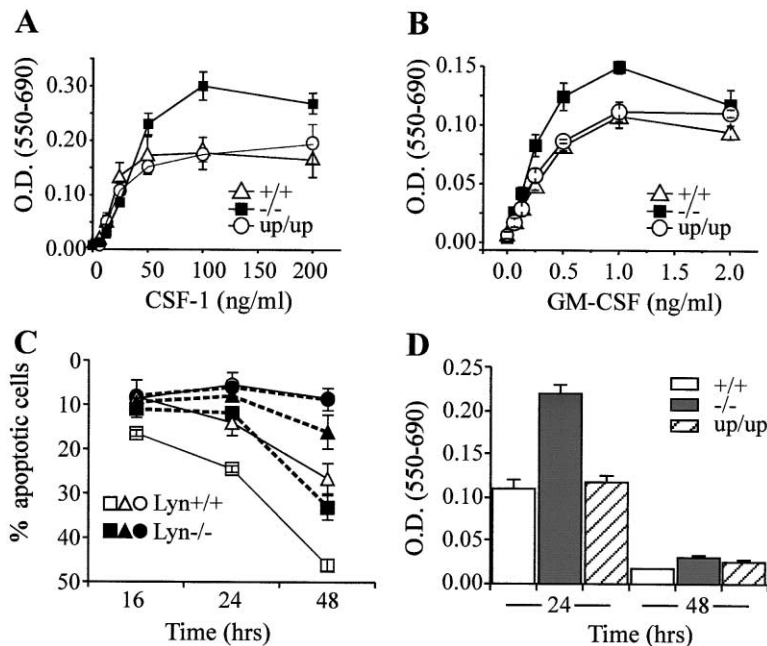 A
O.D. (550-690)
0.30
0.20
0.10
0.00
+/+
-/-
up/up
0
50
100
200
CSF-1 (ng/ml)
B
O.D. (550-690)
0.15
0.10
0.05
0.00
+/+
-/-
up/up
0.0
0.5
1.0
2.0
GM-CSF (ng/ml)
C
% apoptotic cells
0
10
20
30
40
50
Lyn+/+
Lyn-/-
16
24
48
Time (hrs)
D
O.D. (550-690)
0.25
0.20
0.15
0.10
0.05
0.00
+/+
-/-
up/up
24
48
Time (hrs)